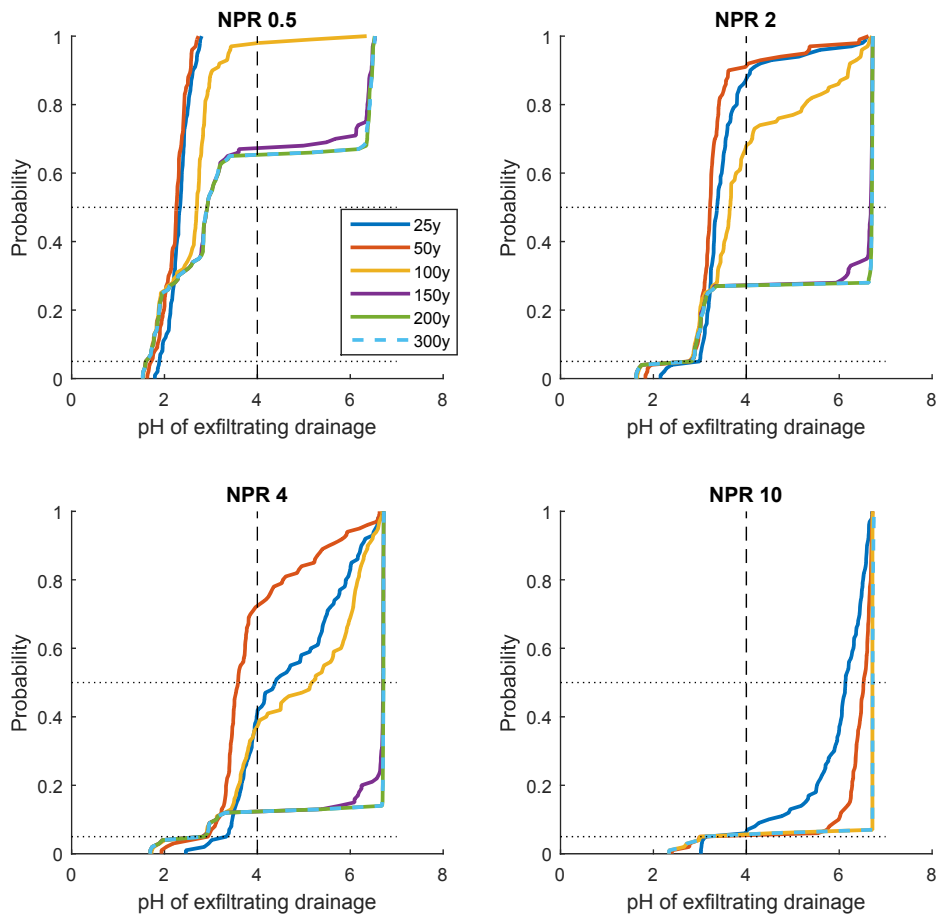 NPR 0.5
NPR 2
1
0.8
0.6
0.4
0.2
0
Probability
0 2 4 6 8
pH of exfiltrating drainage
25y
50y
100y
150y
200y
300y
1
0.8
0.6
0.4
0.2
0
Probability
0 2 4 6 8
pH of exfiltrating drainage
NPR 4
NPR 10
1
0.8
0.6
0.4
0.2
0
Probability
0 2 4 6 8
pH of exfiltrating drainage
1
0.8
0.6
0.4
0.2
0
Probability
0 2 4 6 8
pH of exfiltrating drainage